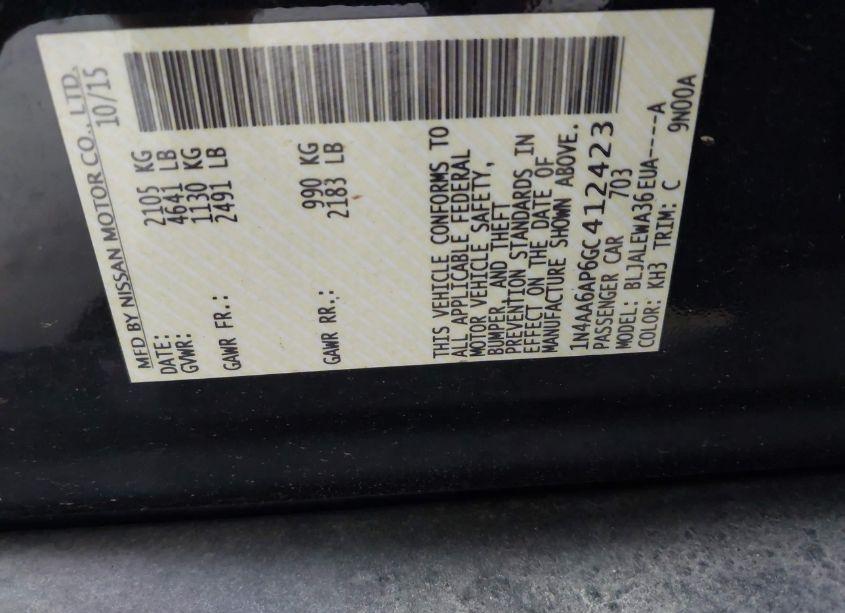 MFD BY NISSAN MOTOR CO., LTD.
DATE: 10/15
GVWR: 2105 KG
4641 LB
GAWR FR.: 1130 KG
2491 LB
GAWR RR.: 990 KG
2183 LB
THIS VEHICLE CONFORMS TO
ALL APPLICABLE FEDERAL
MOTOR VEHICLE SAFETY,
BUMPER, AND THEFT
PREVENTION STANDARDS IN
EFFECT ON THE DATE OF
MANUFACTURE SHOWN ABOVE.
1N4AA6AP6GC412423
PASSENGER CAR 703
MODEL: BLJALEWA36EUA-----A
COLOR: KH3 TRIM: C 9N00A